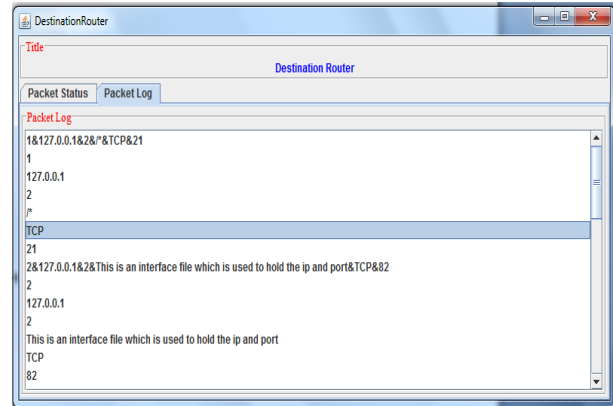 DestinationRouter
Title
Destination Router
Packet Status Packet Log
Packet Log
1&127.0.0.1&2&/*&TCP&21
1
127.0.0.1
2
/*
TCP
21
2&127.0.0.1&2&This is an interface file which is used to hold the ip and port&TCP&82
2
127.0.0.1
2
This is an interface file which is used to hold the ip and port
TCP
82